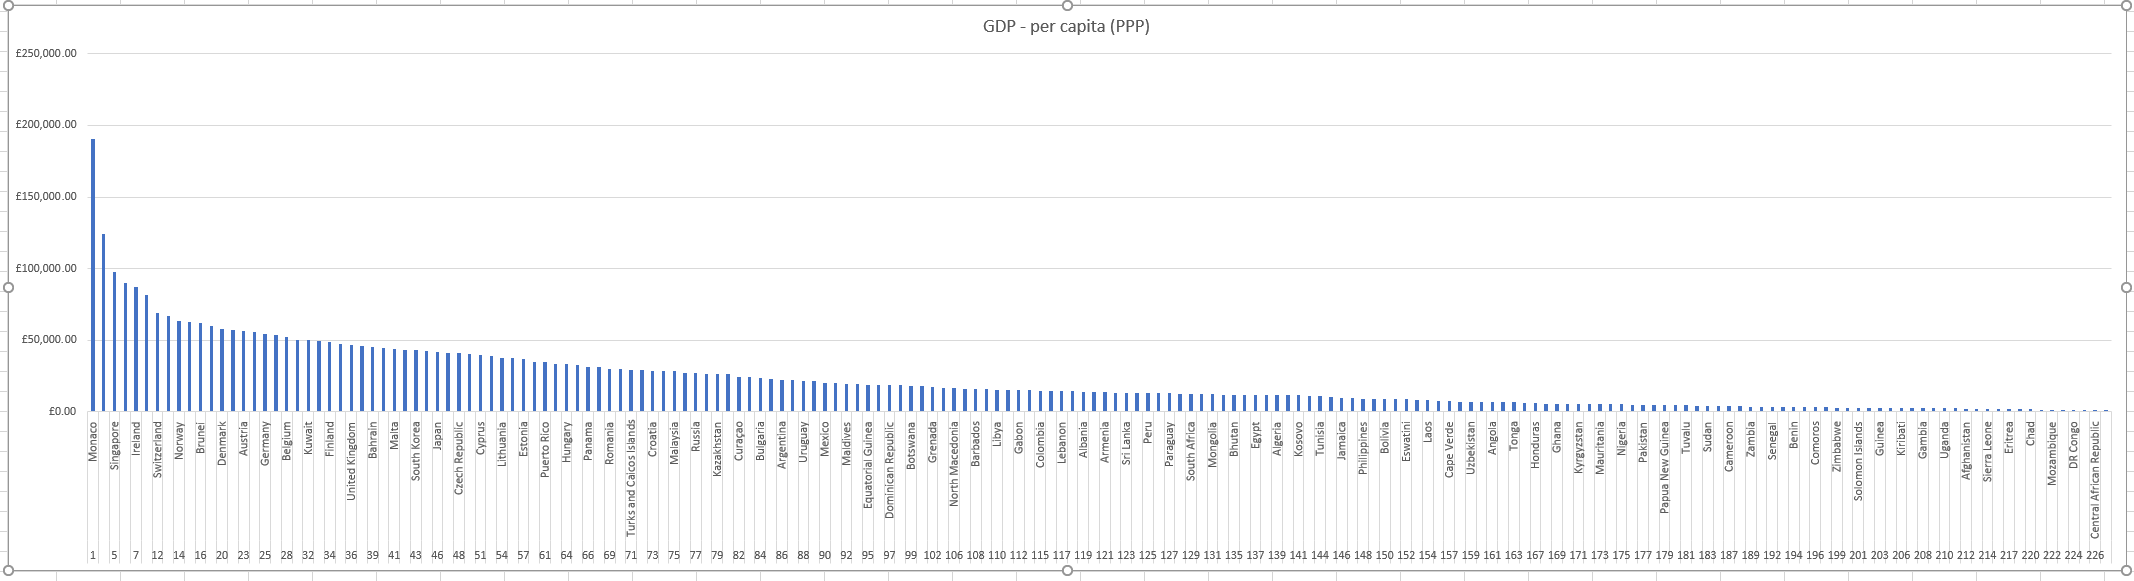 GDP - per capita (PPP)
£250,000.00
£200,000.00
£150,000.00
£100,000.00
£50,000.00
£0.00
Monaco Singapore Ireland Switzerland Norway Brunei Denmark Austria Germany Belgium Kuwait Finland United Kingdom Bahrain Malta South Korea Japan Czech Republic Cyprus Lithuania Estonia Puerto Rico Hungary Panama Romania Turks and Caicos Islands Croatia Malaysia Russia Kazakhstan Curaçao Bulgaria Argentina Uruguay Mexico Maldives Equatorial Guinea Dominican Republic Botswana Grenada North Macedonia Barbados Libya Gabon Colombia Lebanon Albania Armenia Sri Lanka Peru Paraguay South Africa Mongolia Bhutan Egypt Algeria Kosovo Tunisia Jamaica Philippines Bolivia Eswatini Laos Cape Verde Uzbekistan Angola Tonga Honduras Ghana Kyrgyzstan Mauritania Nigeria Pakistan Papua New Guinea Tuvalu Sudan Cameroon Zambia Senegal Benin Comoros Zimbabwe Solomon Islands Guinea Kiribati Gambia Uganda Afghanistan Sierra Leone Eritrea Chad Mozambique DR Congo Central African Republic
1 5 7 12 14 16 20 23 25 28 32 34 36 39 41 43 46 48 51 54 57 61 64 66 69 71 73 75 77 79 82 84 86 88 90 92 95 97 99 102 106 108 110 112 115 117 119 121 123 125 127 129 131 135 137 139 141 144 146 148 150 152 154 157 159 161 163 167 169 171 173 175 177 179 181 183 187 189 192 194 196 199 201 203 206 208 210 212 214 217 220 222 224 226